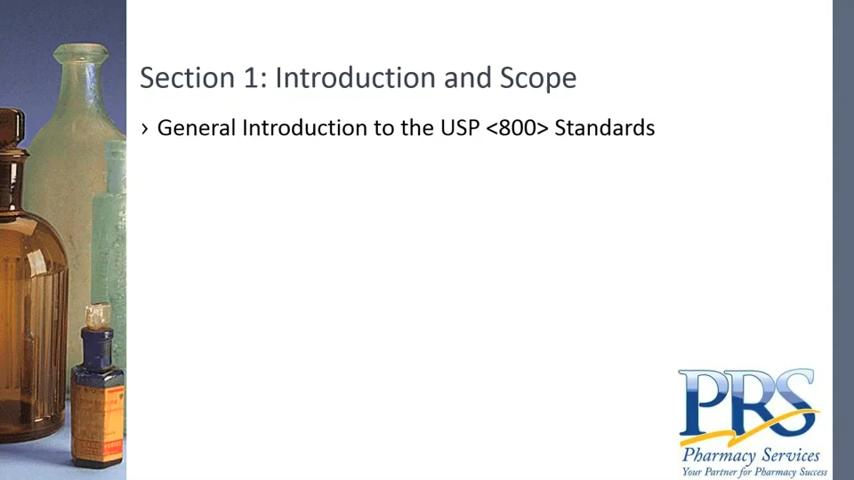 Section 1: Introduction and Scope
› General Introduction to the USP <800> Standards
PRS
Pharmacy Services
Your Partner for Pharmacy Success